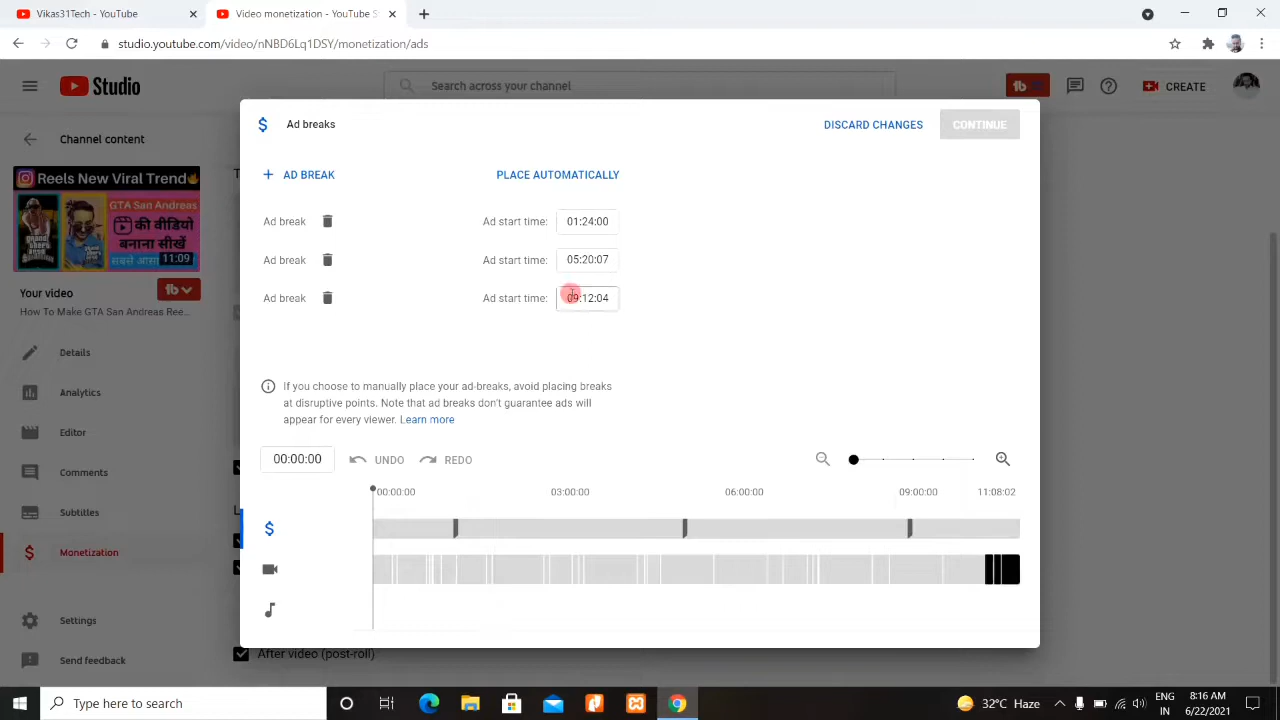 Vikas31Tech - YouTube
Video monetization - YouTube S
studio.youtube.com/video/nNBD6Lq1DSY/monetization/ads
Studio
Search across your channel
CREATE
Channel content
Reels New Viral Trend
GTA San Andreas
की वीडियो
बनाना सीखें
11:09
Your video
How To Make GTA San Andreas Reel...
Details
Analytics
Editor
Comments
Subtitles
Monetization
Settings
Send feedback
Ad breaks
DISCARD CHANGES
CONTINUE
AD BREAK
PLACE AUTOMATICALLY
Ad break
Ad start time:
01:24:00
Ad break
Ad start time:
05:20:07
Ad break
Ad start time:
09:12:04
If you choose to manually place your ad-breaks, avoid placing breaks
at disruptive points. Note that ad breaks don't guarantee ads will
appear for every viewer. Learn more
00:00:00
UNDO
REDO
00:00:00
03:00:00
06:00:00
09:00:00
11:08:02
After video (post-roll)
Type here to search
32°C Haze
ENG
IN
8:16 AM
6/22/2021